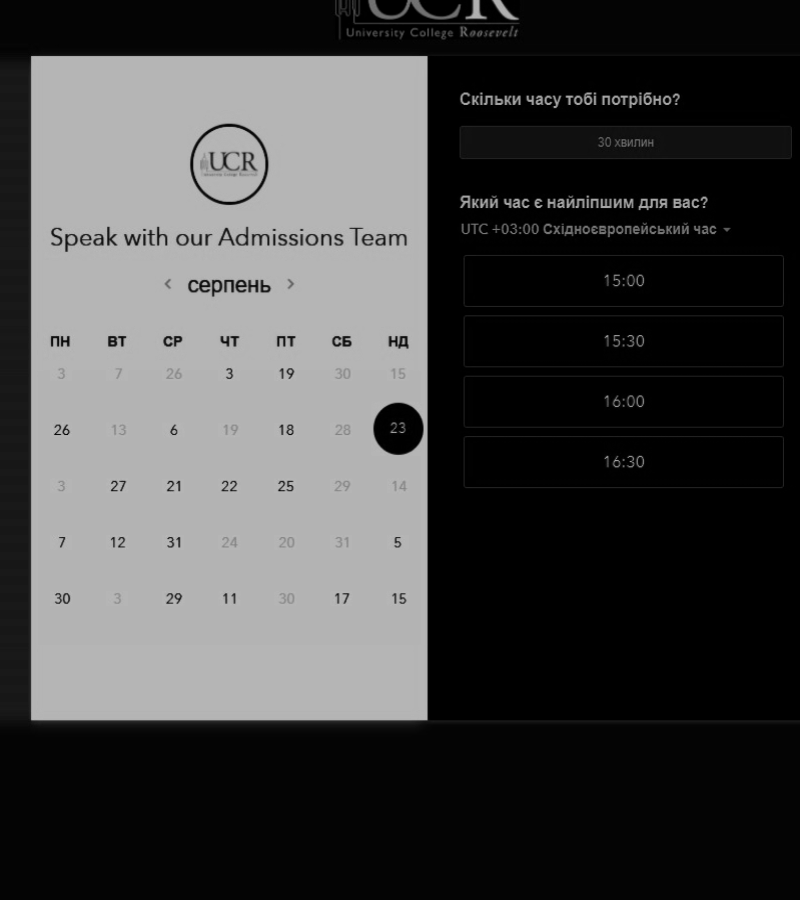 UCR
University College Roosevelt
UCR
Speak with our Admissions Team
серпень
ПН ВТ СР ЧТ ПТ СБ НД
3 7 26 3 19 30 15
26 13 6 19 18 28 23
3 27 21 22 25 29 14
7 12 31 24 20 31 5
30 3 29 11 30 17 15
Скільки часу тобі потрібно?
30 хвилин
Який час є найліпшим для вас?
UTC +03:00 Східноєвропейський час
15:00
15:30
16:00
16:30